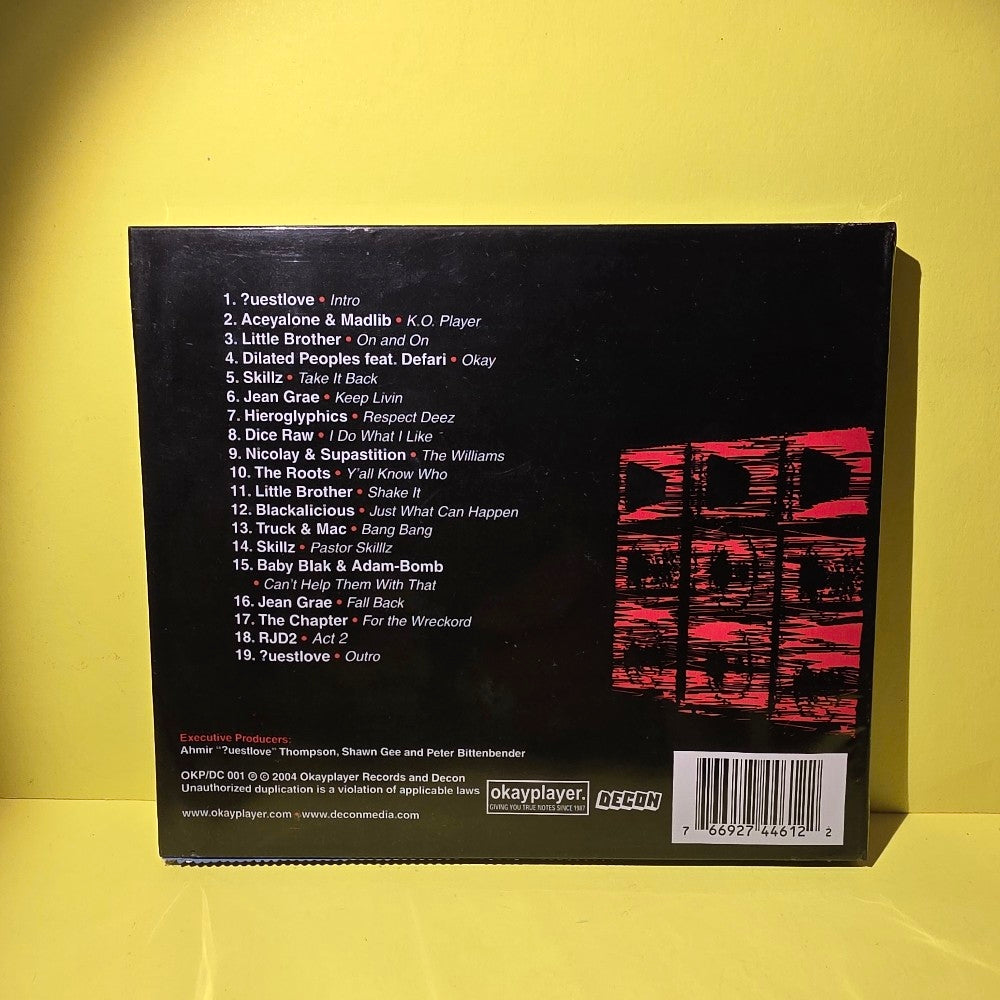 1. ?uestlove • Intro
2. Aceyalone & Madlib • K.O. Player
3. Little Brother • On and On
4. Dilated Peoples feat. Defari • Okay
5. Skillz • Take It Back
6. Jean Grae • Keep Livin
7. Hieroglyphics • Respect Deez
8. Dice Raw • I Do What I Like
9. Nicolay & Supastition • The Williams
10. The Roots • Y'all Know Who
11. Little Brother • Shake It
12. Blackalicious • Just What Can Happen
13. Truck & Mac • Bang Bang
14. Skillz • Pastor Skilllz
15. Baby Blak & Adam-Bomb
• Can't Help Them With That
16. Jean Grae • Fall Back
17. The Chapter • For the Wreckord
18. RJD2 • Act 2
19. ?uestlove • Outro
Executive Producers:
Ahmir "?uestlove" Thompson, Shawn Gee and Peter Bittenbender
OKP/DC 001 ℗ © 2004 Okayplayer Records and Decon
Unauthorized duplication is a violation of applicable laws
www.okayplayer.com • www.deconmedia.com
okayplayer.
GIVING YOU TRUE NOTES SINCE 1987
DECON
7 66927 44612 2